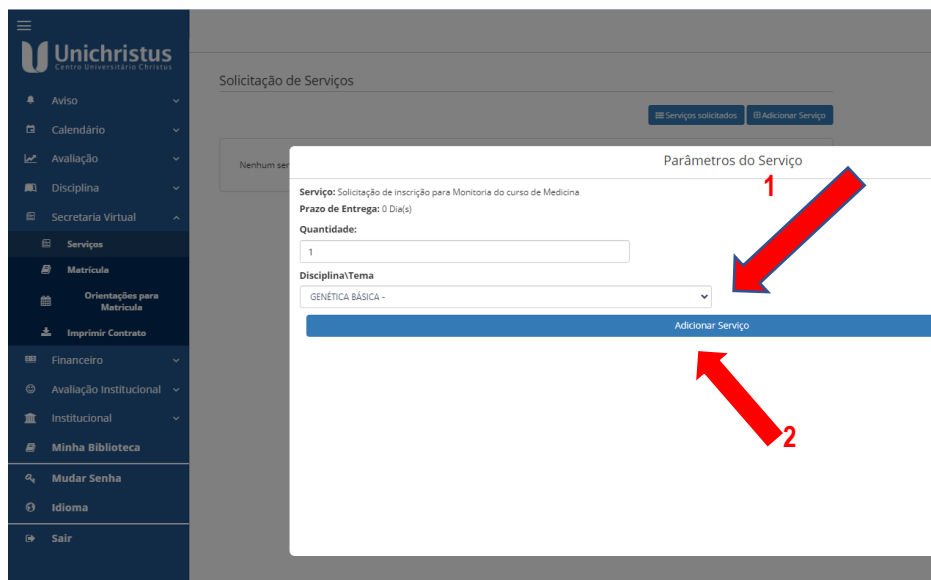 Unichristus
Centro Universitário Christus
Aviso
Calendário
Avaliação
Disciplina
Secretaria Virtual
Serviços
Matrícula
Orientações para
Matrícula
Imprimir Contrato
Financeiro
Avaliação Institucional
Institucional
Minha Biblioteca
Mudar Senha
Idioma
Sair
Solicitação de Serviços
Serviços solicitados
Adicionar Serviço
Nenhum ser
Parâmetros do Serviço
1
Serviço: Solicitação de inscrição para Monitoria do curso de Medicina
Prazo de Entrega: 0 Dia(s)
Quantidade:
1
Disciplina\Tema
GENÉTICA BÁSICA -
Adicionar Serviço
2